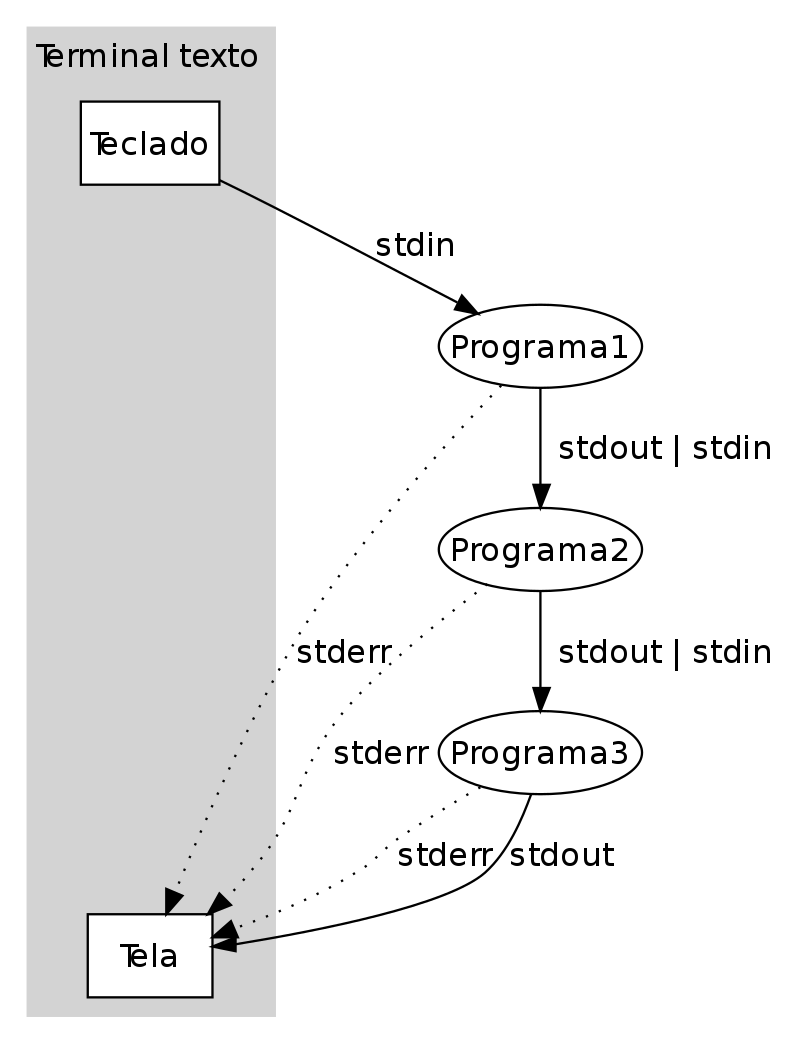 Terminal texto
Teclado
stdin
Programa1
stdout | stdin
Programa2
stderr
stdout | stdin
stderr
Programa3
stderr
stdout
Tela